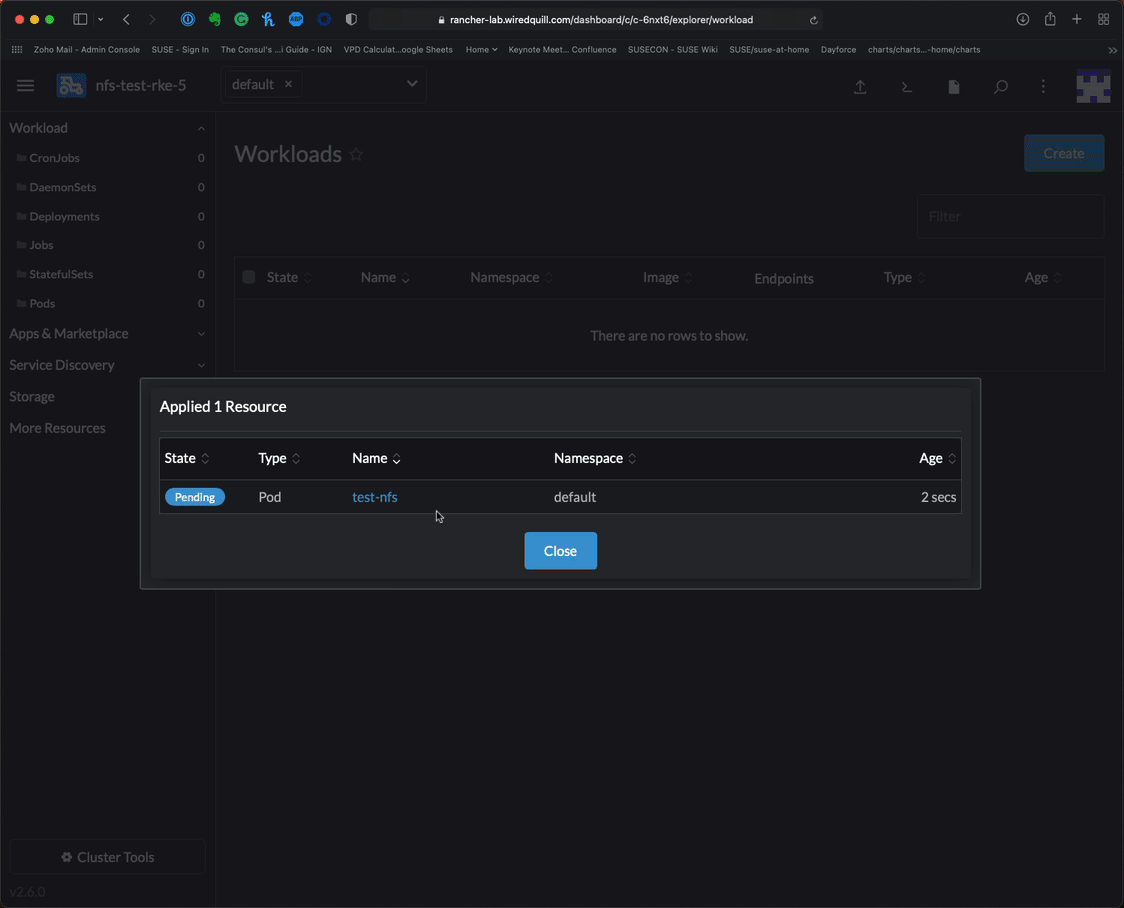 rancher-lab.wiredquill.com/dashboard/c/c-6nxt6/explorer/workload
Zoho Mail - Admin Console SUSE - Sign In The Consul's ...i Guide - IGN VPD Calculat...oogle Sheets Home Keynote Meet... Confluence SUSECON - SUSE Wiki SUSE/suse-at-home Dayforce charts/charts...-home/charts
nfs-test-rke-5 default ×
Workload
CronJobs 0
DaemonSets 0
Deployments 0
Jobs 0
StatefulSets 0
Pods 0
Apps & Marketplace
Service Discovery
Storage
More Resources
Cluster Tools
v2.6.0
Workloads
Create
Filter
State Name Namespace Image Endpoints Type Age
There are no rows to show.
Applied 1 Resource
State Type Name Namespace Age
Pending Pod test-nfs default 2 secs
Close